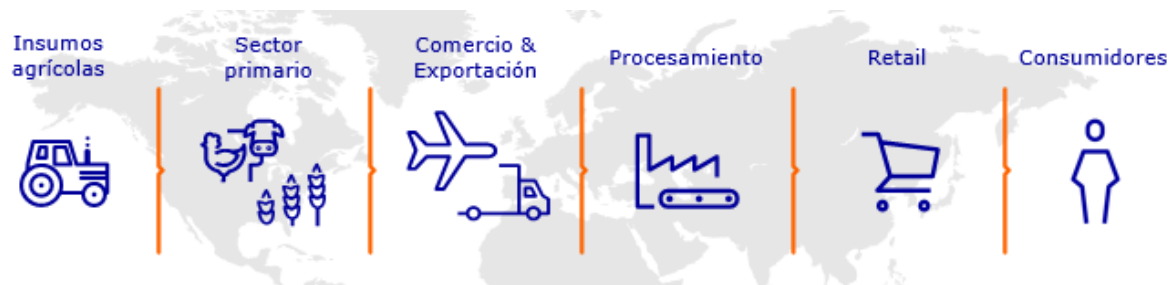 Insumos
agrícolas
Sector
primario
Comercio &
Exportación
Procesamiento
Retail
Consumidores